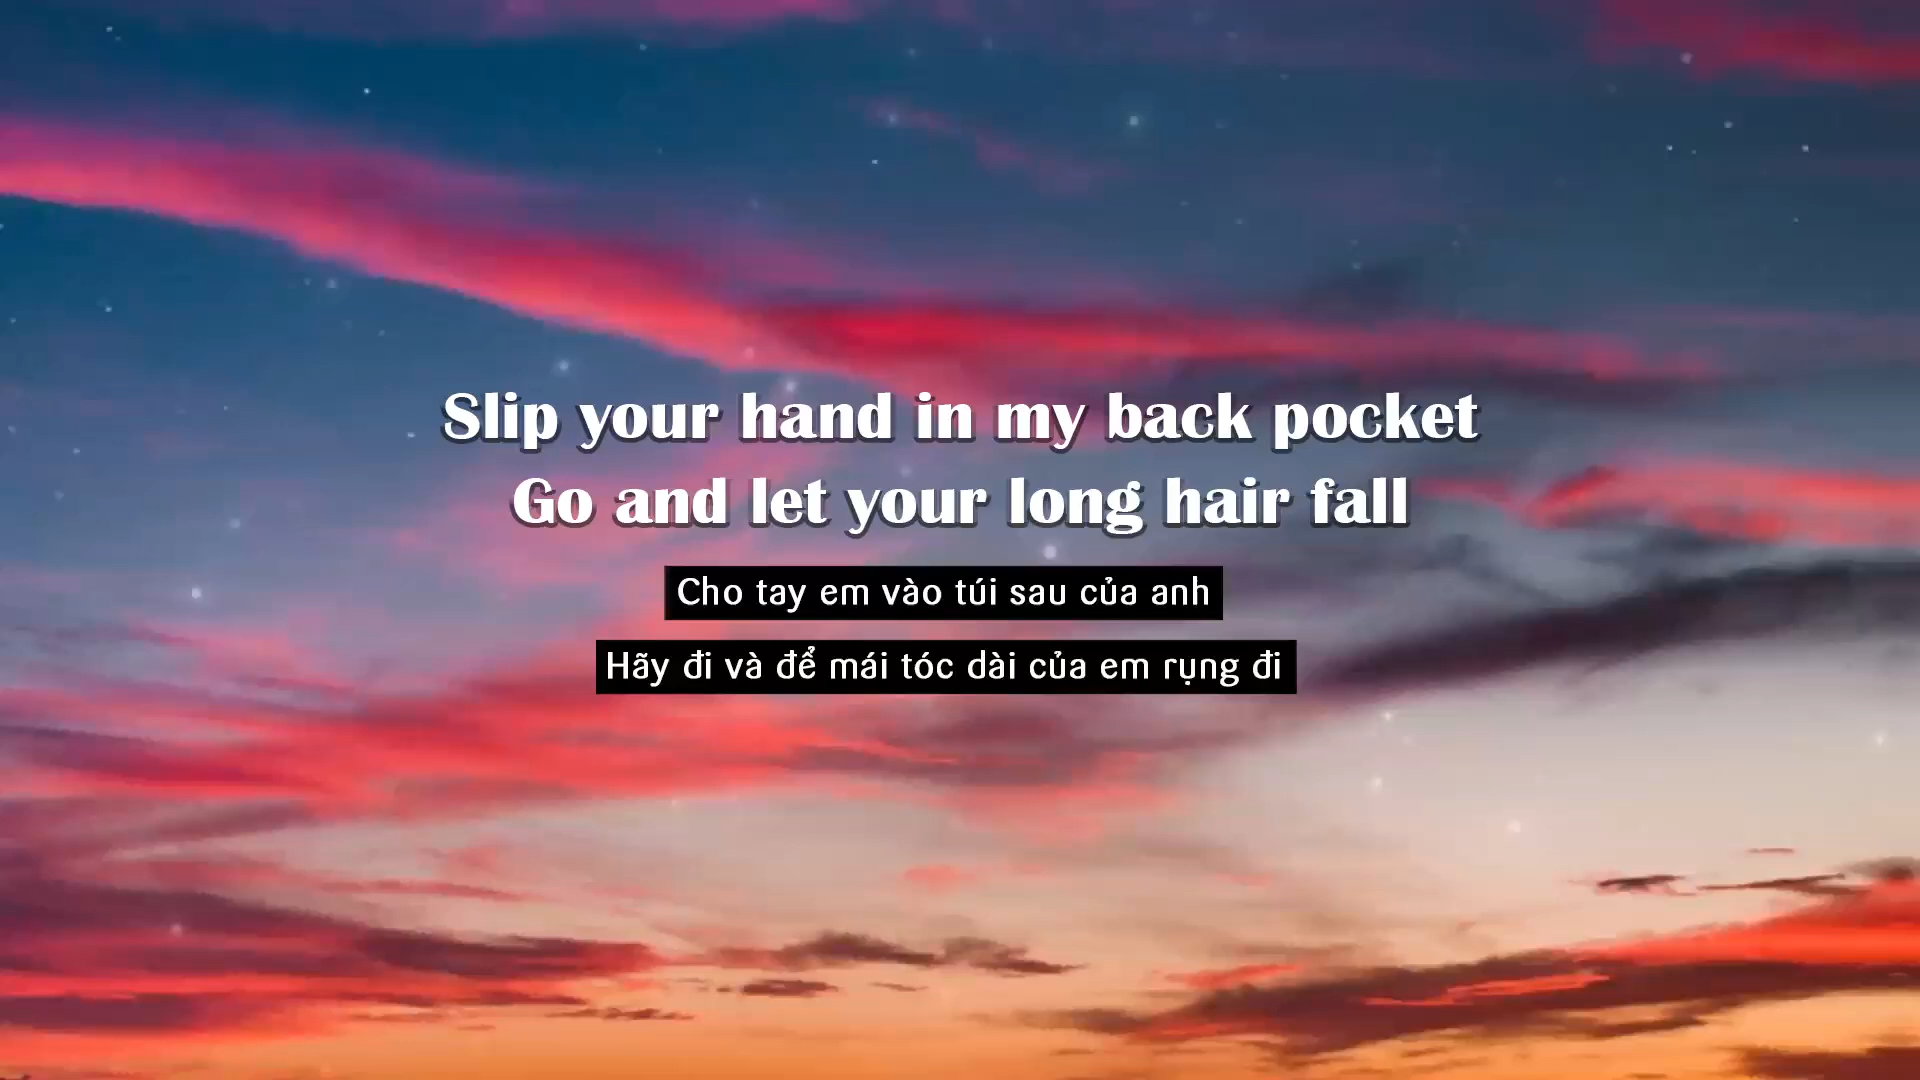 Slip your hand in my back pocket
Go and let your long hair fall
Cho tay em vào túi sau của anh
Hãy đi và để mái tóc dài của em rụng đi